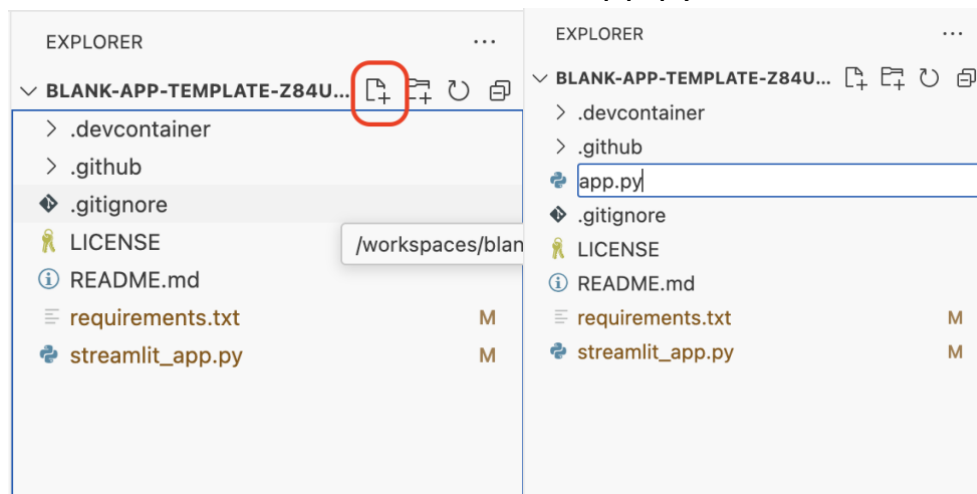 EXPLORER
BLANK-APP-TEMPLATE-Z84U...
.devcontainer
.github
.gitignore
LICENSE
/workspaces/blan
README.md
requirements.txt M
streamlit_app.py M
EXPLORER
BLANK-APP-TEMPLATE-Z84U...
.devcontainer
.github
app.py
.gitignore
LICENSE
README.md
requirements.txt M
streamlit_app.py M